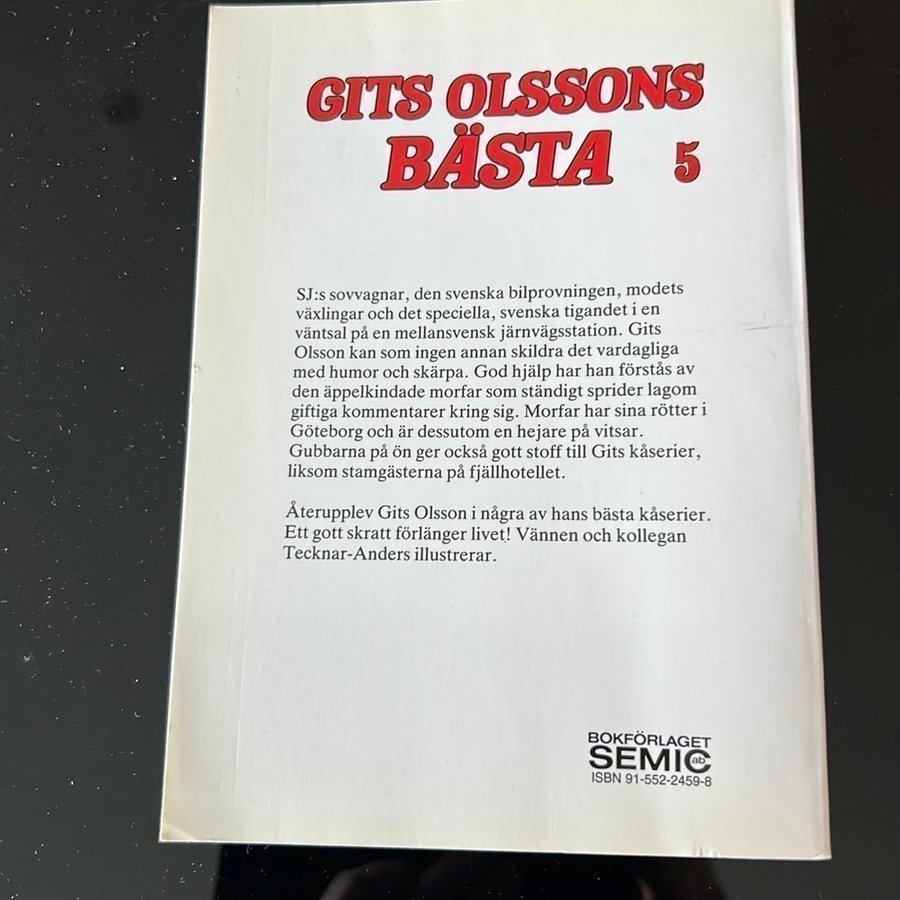 GITS OLSSONS
BÄSTA 5
SJ:s sovvagnar, den svenska bilprovningen, modets
växlingar och det speciella, svenska tigandet i en
väntsal på en mellansvensk järnvägsstation. Gits
Olsson kan som ingen annan skildra det vardagliga
med humor och skärpa. God hjälp har han förstås av
den äppelkindade morfar som ständigt sprider lagom
giftiga kommentarer kring sig. Morfar har sina rötter i
Göteborg och är dessutom en hejare på vitsar.
Gubbarna på ön ger också gott stoff till Gits kåserier,
liksom stamgästerna på fjällhotellet.
Återupplev Gits Olsson i några av hans bästa kåserier.
Ett gott skratt förlänger livet! Vännen och kollegan
Tecknar-Anders illustrerar.
BOKFÖRLAGET
SEMIC ab
ISBN 91-552-2459-8